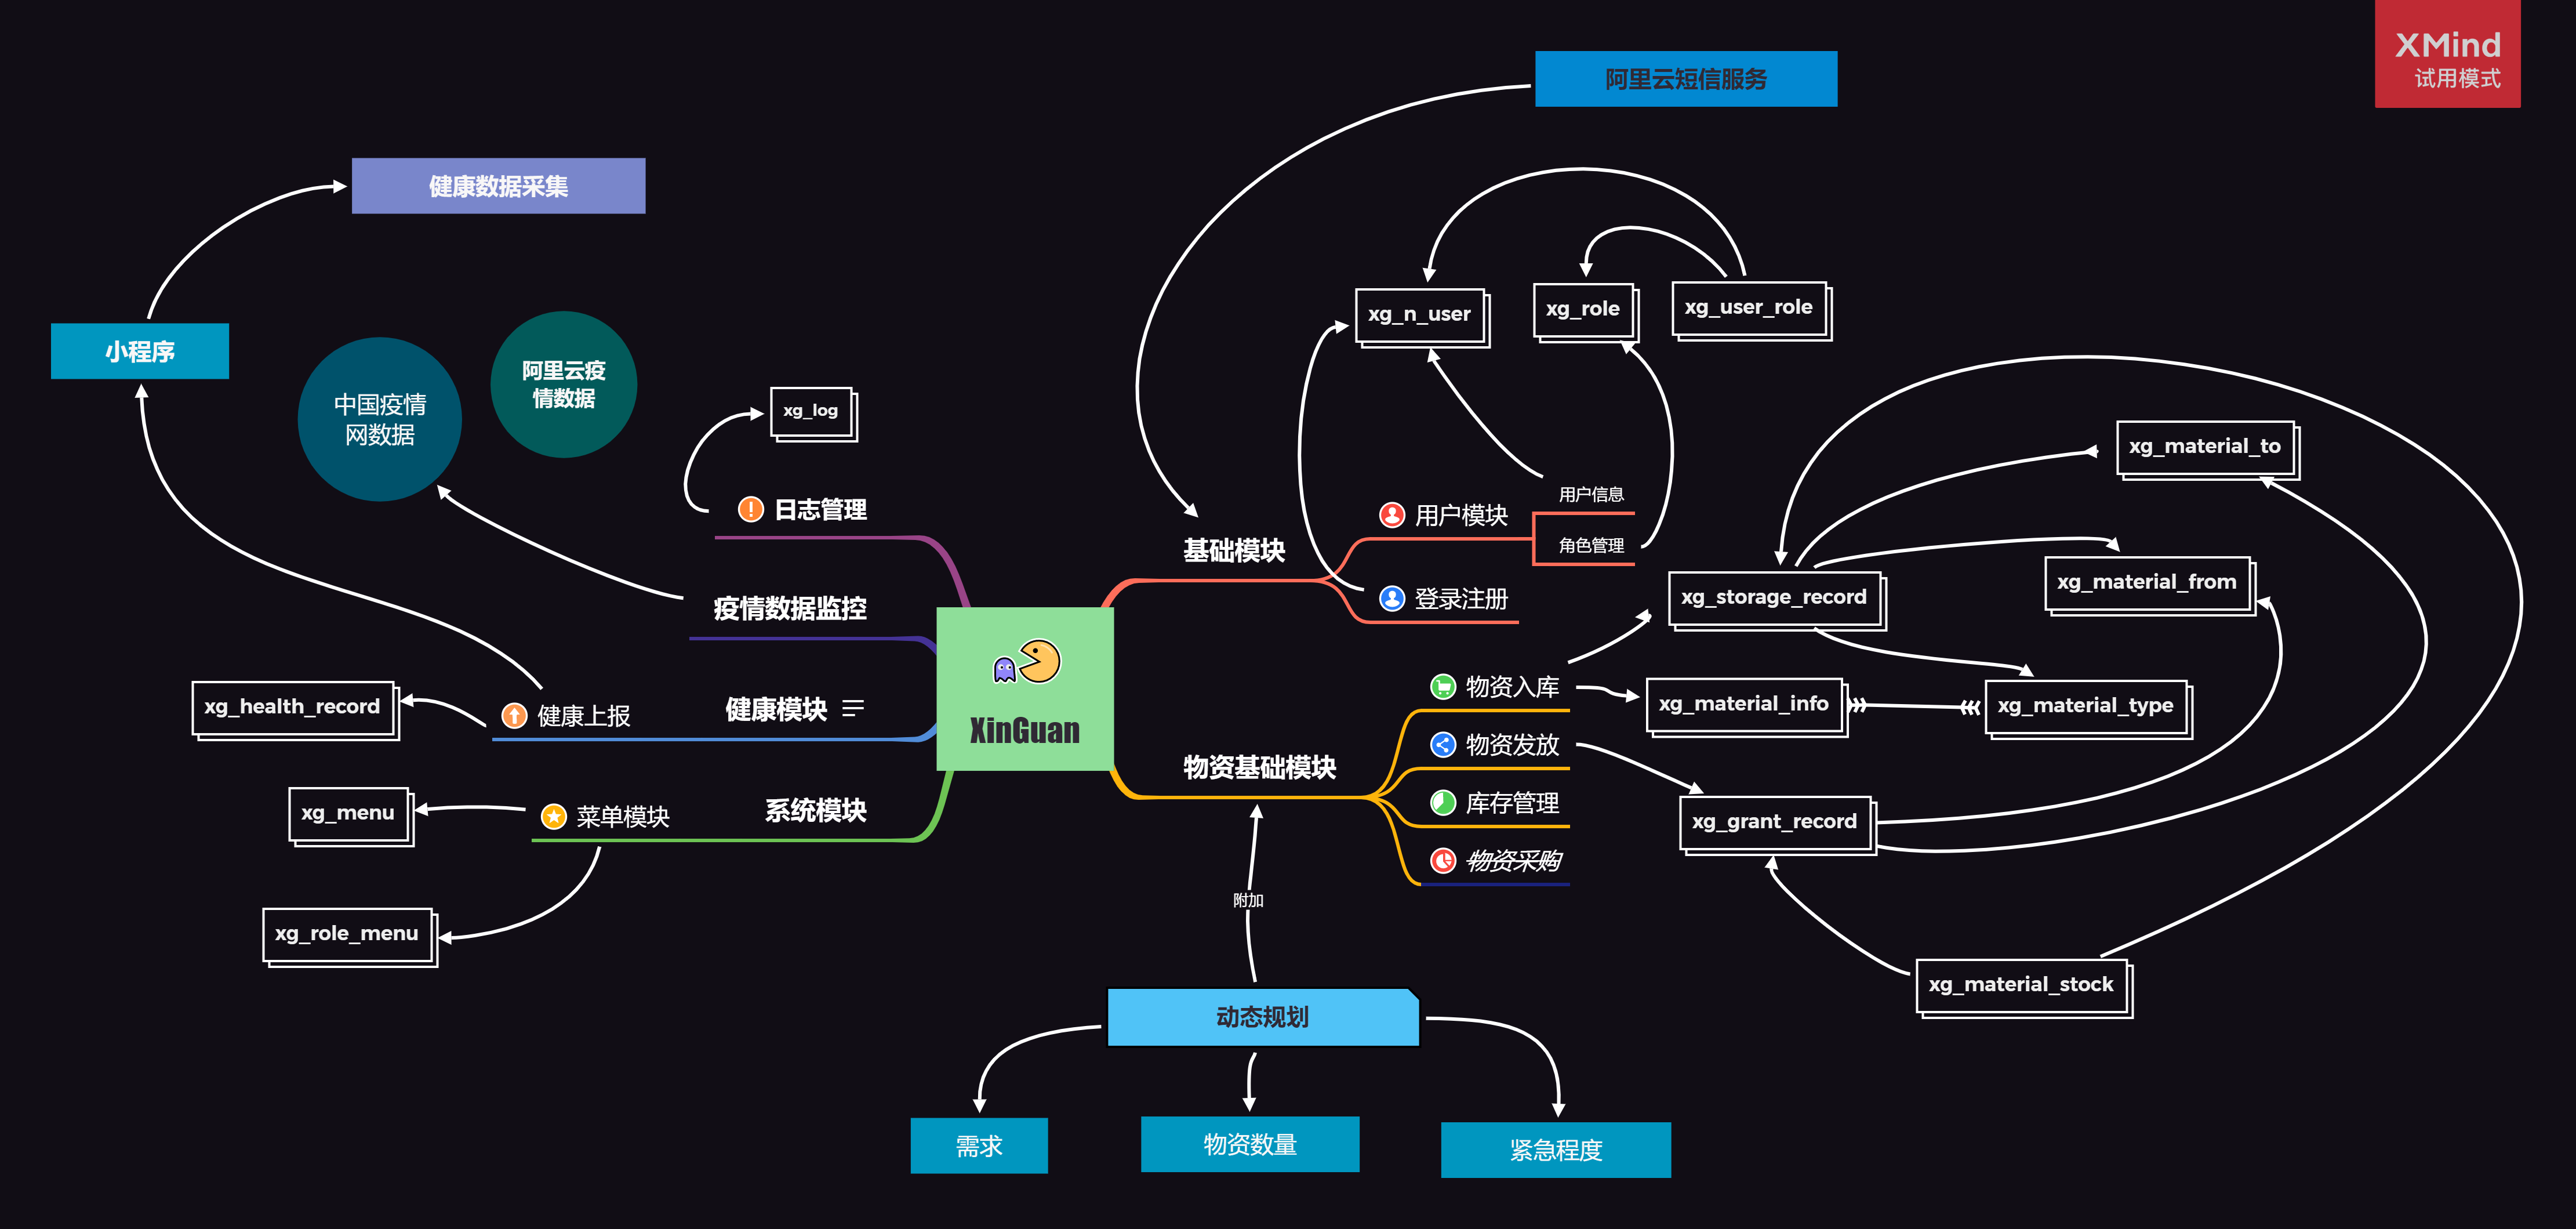 XMind
试用模式
阿里云短信服务
健康数据采集
小程序
中国疫情
网数据
阿里云疫
情数据
xg_log
xg_n_user
xg_role
xg_user_role
日志管理
疫情数据监控
健康模块
健康上报
xg_health_record
系统模块
菜单模块
xg_menu
xg_role_menu
XinGuan
基础模块
用户模块
用户信息
角色管理
登录注册
物资基础模块
物资入库
物资发放
库存管理
物资采购
xg_storage_record
xg_material_to
xg_material_from
xg_material_info
xg_material_type
xg_grant_record
xg_material_stock
附加
动态规划
需求
物资数量
紧急程度